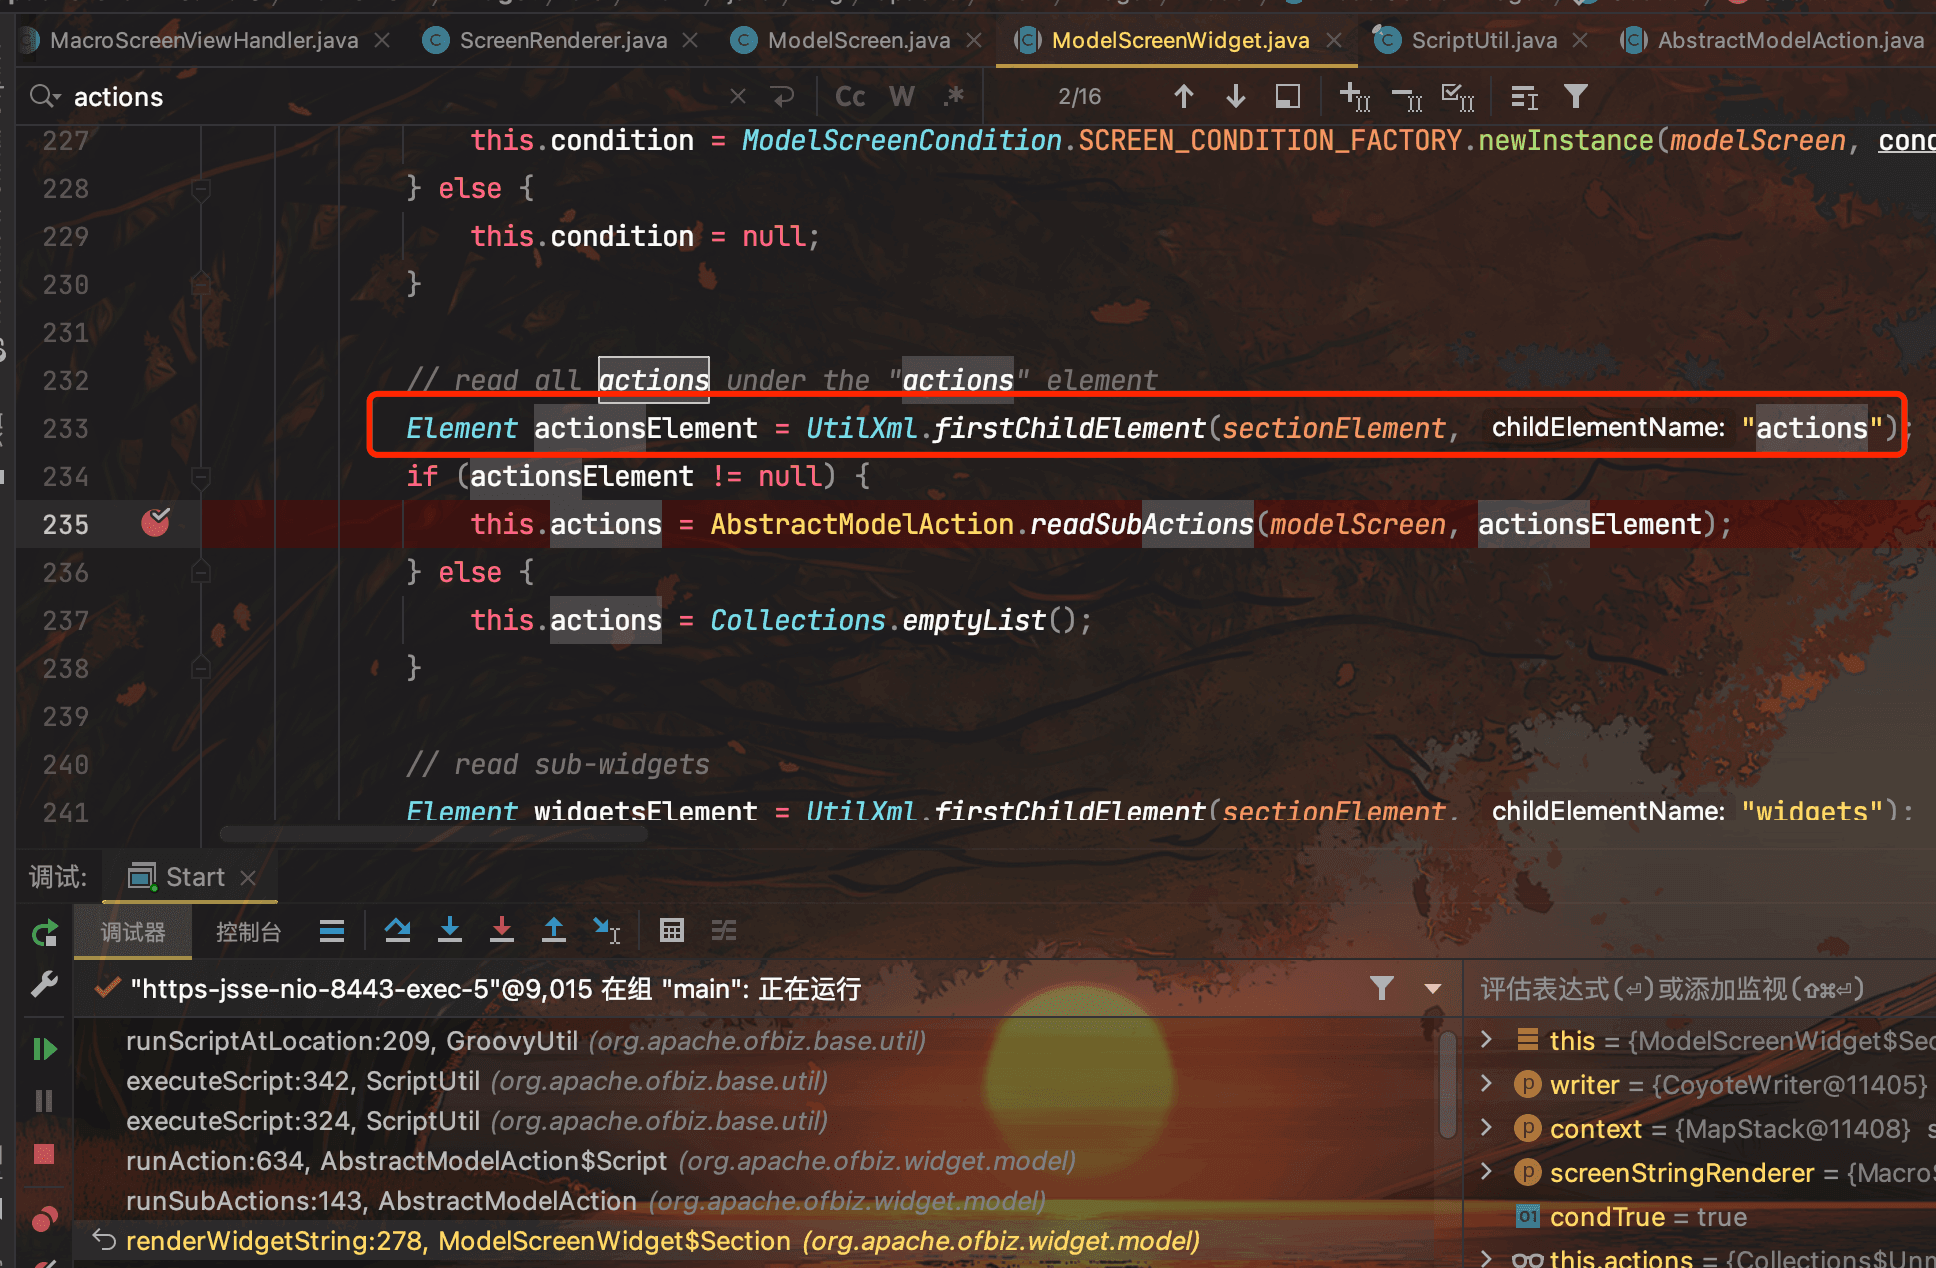 MacroScreenViewHandler.java ScreenRenderer.java ModelScreen.java ModelScreenWidget.java ScriptUtil.java AbstractModelAction.java
actions Cc W .* 2/16
227 this.condition = ModelScreenCondition.SCREEN_CONDITION_FACTORY.newInstance(modelScreen, cond
228 } else {
229 this.condition = null;
230 }
231
232 // read all actions under the "actions" element
233 Element actionsElement = UtilXml.firstChildElement(sectionElement, childElementName: "actions");
234 if (actionsElement != null) {
235 this.actions = AbstractModelAction.readSubActions(modelScreen, actionsElement);
236 } else {
237 this.actions = Collections.emptyList();
238 }
239
240 // read sub-widgets
241 Element widgetsElement = UtilXml.firstChildElement(sectionElement, childElementName: "widgets");
调试: Start
调试器 控制台
"https-jsse-nio-8443-exec-5"@9,015 在组 "main": 正在运行
评估表达式(⏎)或添加监视(⇧⌘⏎)
runScriptAtLocation:209, GroovyUtil (org.apache.ofbiz.base.util)
executeScript:342, ScriptUtil (org.apache.ofbiz.base.util)
executeScript:324, ScriptUtil (org.apache.ofbiz.base.util)
runAction:634, AbstractModelAction$Script (org.apache.ofbiz.widget.model)
runSubActions:143, AbstractModelAction (org.apache.ofbiz.widget.model)
renderWidgetString:278, ModelScreenWidget$Section (org.apache.ofbiz.widget.model)
this = {ModelScreenWidget$Sec
writer = {CoyoteWriter@11405}
context = {MapStack@11408} s
screenStringRenderer = {MacroS
01 condTrue = true
this.actions = {Collections$Unm